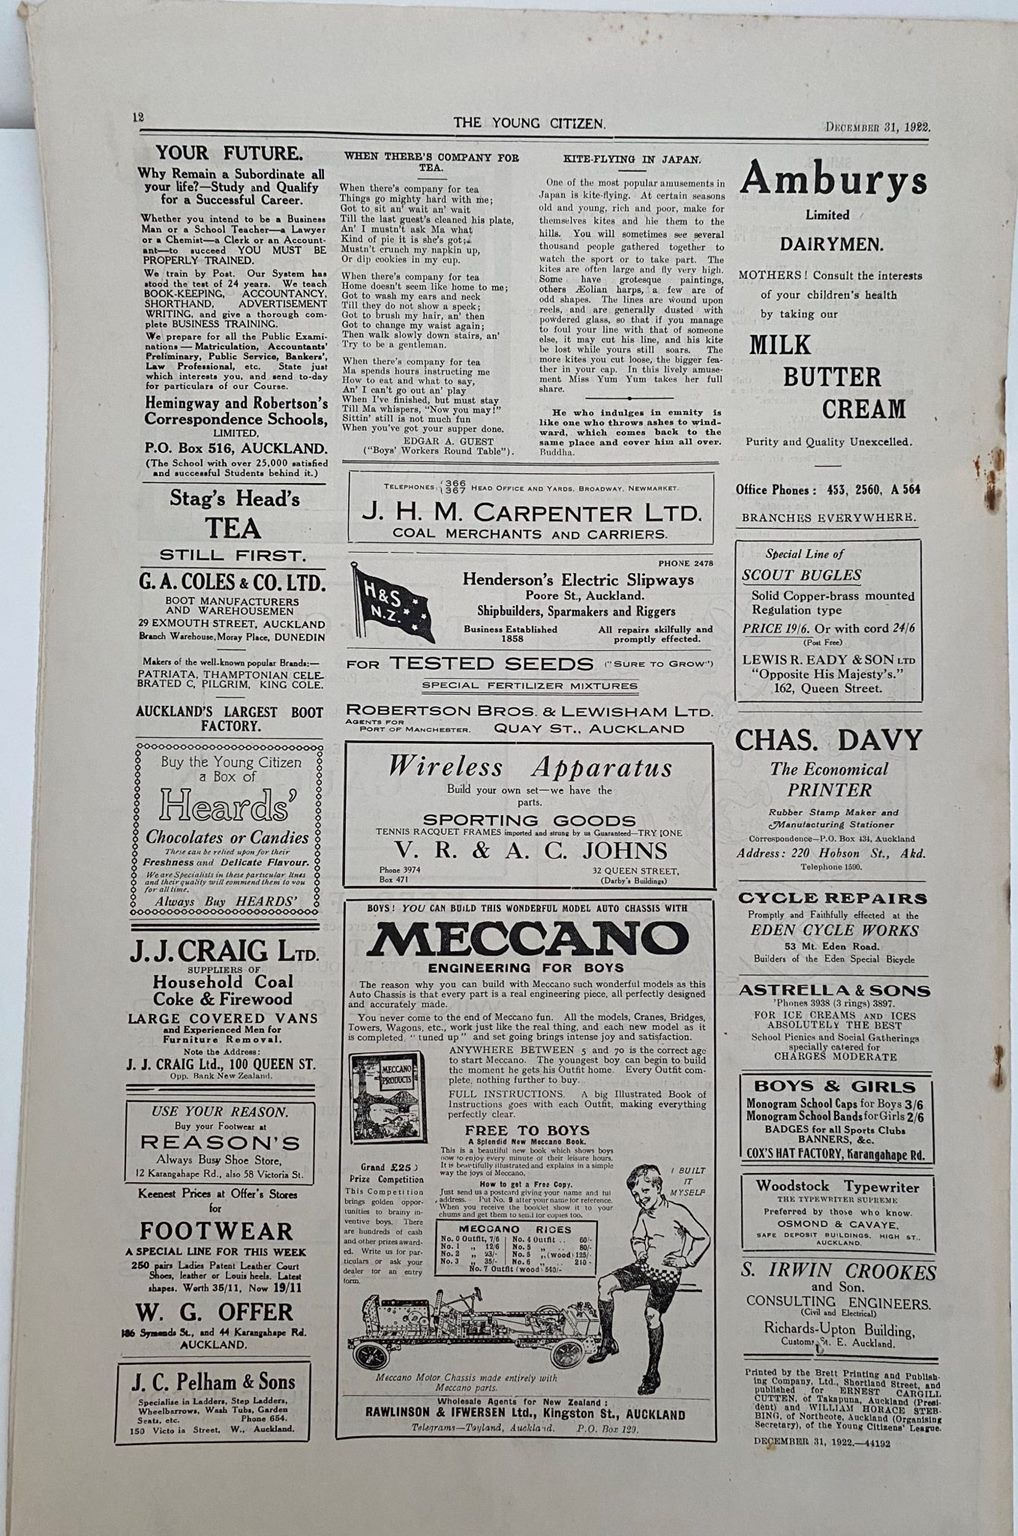 12
THE YOUNG CITIZEN.
DECEMBER 31, 1922.
YOUR FUTURE.
Why Remain a Subordinate all
your life?—Study and Qualify
for a Successful Career.
Whether you intend to be a Business
Man or a School Teacher—a Lawyer
or a Chemist—a Clerk or an Account-
ant—to succeed YOU MUST BE
PROPERLY TRAINED.
We train by Post. Our System has
stood the test of 24 years. We teach
BOOK-KEEPING, ACCOUNTANCY,
SHORTHAND, ADVERTISEMENT
WRITING, and give a thorough com-
plete BUSINESS TRAINING.
We prepare for all the Public Exami-
nations — Matriculation, Accountants'
Preliminary, Public Service, Bankers',
Law Professional, etc. State just
which interests you, and send to-day
for particulars of our Course.
Hemingway and Robertson's
Correspondence Schools,
LIMITED,
P.O. Box 516, AUCKLAND.
(The School with over 25,000 satisfied
and successful Students behind it.)
Stag's Head's
TEA
STILL FIRST.
G. A. COLES & CO. LTD.
BOOT MANUFACTURERS
AND WAREHOUSEMEN
29 EXMOUTH STREET, AUCKLAND
Branch Warehouse, Moray Place, DUNEDIN
Makers of the well-known popular Brands:—
PATRIATA, THAMPTONIAN CELE-
BRATED C, PILGRIM, KING COLE.
AUCKLAND'S LARGEST BOOT
FACTORY.
Buy the Young Citizen
a Box of
Heards'
Chocolates or Candies
These can be relied upon for their
Freshness and Delicate Flavour.
We are Specialists in these particular lines
and their quality will commend them to you
for all time.
Always Buy HEARDS'
J. J. CRAIG LTD.
SUPPLIERS OF
Household Coal
Coke & Firewood
LARGE COVERED VANS
and Experienced Men for
Furniture Removal.
Note the Address:
J. J. CRAIG Ltd., 100 QUEEN ST.
Opp. Bank New Zealand.
USE YOUR REASON.
Buy your Footwear at
REASON'S
Always Busy Shoe Store,
12 Karangahape Rd., also 58 Victoria St.
Keenest Prices at Offer's Stores
for
FOOTWEAR
A SPECIAL LINE FOR THIS WEEK
250 pairs Ladies Patent Leather Court
Shoes, leather or Louis heels. Latest
shapes. Worth 35/11, Now 19/11
W. G. OFFER
186 Symonds St., and 44 Karangahape Rd.
AUCKLAND.
J. C. Pelham & Sons
Specialise in Ladders, Step Ladders,
Wheelbarrows, Wash Tubs, Garden
Seats, etc. Phone 654.
150 Victo ia Street, W., Auckland.
WHEN THERE'S COMPANY FOR
TEA.
When there's company for tea
Things go mighty hard with me;
Got to sit an' wait an' wait
Till the last guest's cleaned his plate,
An' I mustn't ask Ma what
Kind of pie it is she's got;
Mustn't crunch my napkin up,
Or dip cookies in my cup.
When there's company for tea
Home doesn't seem like home to me;
Got to wash my ears and neck
Till they do not show a speck;
Got to brush my hair, an' then
Got to change my waist again;
Then walk slowly down stairs, an'
Try to be a gentleman.
When there's company for tea
Ma spends hours instructing me
How to eat and what to say,
An' I can't go out an' play
When I've finished, but must stay
Till Ma whispers, "Now you may!"
Sittin' still is not much fun
When you've got your supper done.
EDGAR A. GUEST
("Boys' Workers Round Table").
KITE-FLYING IN JAPAN.
One of the most popular amusements in
Japan is kite-flying. At certain seasons
old and young, rich and poor, make for
themselves kites and hie them to the
hills. You will sometimes see several
thousand people gathered together to
watch the sport or to take part. The
kites are often large and fly very high.
Some have grotesque paintings,
others Æolian harps, a few are of
odd shapes. The lines are wound upon
reels, and are generally dusted with
powdered glass, so that if you manage
to foul your line with that of someone
else, it may cut his line, and his kite
be lost while yours still soars. The
more kites you cut loose, the bigger fea-
ther in your cap. In this lively amuse-
ment Miss Yum Yum takes her full
share.
He who indulges in enmity is
like one who throws ashes to wind-
ward, which comes back to the
same place and cover him all over.
Buddha.
TELEPHONES: 366
1367 HEAD OFFICE AND YARDS, BROADWAY, NEWMARKET.
J. H. M. CARPENTER LTD.
COAL MERCHANTS AND CARRIERS.
H&S
N.Z.
PHONE 2478
Henderson's Electric Slipways
Poore St., Auckland.
Shipbuilders, Sparmakers and Riggers
Business Established
1858
All repairs skilfully and
promptly effected.
FOR TESTED SEEDS ("SURE TO GROW")
SPECIAL FERTILIZER MIXTURES
ROBERTSON BROS. & LEWISHAM LTD.
AGENTS FOR
PORT OF MANCHESTER.
QUAY ST., AUCKLAND
Wireless Apparatus
Build your own set—we have the
parts.
SPORTING GOODS
TENNIS RACQUET FRAMES imported and strung by us Guaranteed—TRY ONE
V. R. & A. C. JOHNS
Phone 3974
Box 471
32 QUEEN STREET,
(Darby's Buildings)
BOYS! YOU CAN BUILD THIS WONDERFUL MODEL AUTO CHASSIS WITH
MECCANO
ENGINEERING FOR BOYS
The reason why you can build with Meccano such wonderful models as this
Auto Chassis is that every part is a real engineering piece, all perfectly designed
and accurately made.
You never come to the end of Meccano fun. All the models, Cranes, Bridges,
Towers, Wagons, etc., work just like the real thing, and each new model as it
is completed, "tuned up" and set going brings intense joy and satisfaction.
MECCANO
PRODUCTS
ANYWHERE BETWEEN 5 and 70 is the correct age
to start Meccano. The youngest boy can begin to build
the moment he gets his Outfit home. Every Outfit com-
plete, nothing further to buy.
FULL INSTRUCTIONS. A big Illustrated Book of
Instructions goes with each Outfit, making everything
perfectly clear.
FREE TO BOYS
A Splendid New Meccano Book.
This is a beautiful new book which shows boys
how to enjoy every minute of their leisure hours.
It is beautifully illustrated and explains in a simple
way the joys of Meccano.
How to get a Free Copy.
Just send us a postcard giving your name and full
address. Put No. 9 after your name for reference.
When you receive the booklet show it to your
chums and get them to send for copies too.
Grand £25
Prize Competition
This Competition
brings golden oppor-
tunities to brainy in-
ventive boys. There
are hundreds of cash
and other prizes award-
ed. Write us for par-
ticulars or ask your
dealer for an entry
form.
MECCANO RICES
No. 0 Outfit, 7/6 No. 4 Outfit .. 60/-
No. 1 " 12/6 No. 5 " 80/-
No. 2 " 23/- No. 5 " (wood) 125/-
No. 3 " 35/- No. 6 " 210 -
No. 7 Outfit (wood) 560/-
I BUILT
IT
MYSELF
Meccano Motor Chassis made entirely with
Meccano parts.
Wholesale Agents for New Zealand:
RAWLINSON & IFWERSEN Ltd., Kingston St., AUCKLAND
Telegrams—Toyland, Auckland. P.O. Box 129.
Amburys
Limited
DAIRYMEN.
MOTHERS! Consult the interests
of your children's health
by taking our
MILK
BUTTER
CREAM
Purity and Quality Unexcelled.
Office Phones: 453, 2560, A 564
BRANCHES EVERYWHERE.
Special Line of
SCOUT BUGLES
Solid Copper-brass mounted
Regulation type
PRICE 19/6. Or with cord 24/6
(Post Free)
LEWIS R. EADY & SON LTD
"Opposite His Majesty's."
162, Queen Street.
CHAS. DAVY
The Economical
PRINTER
Rubber Stamp Maker and
Manufacturing Stationer
Correspondence—P.O. Box 434, Auckland
Address: 220 Hobson St., Akd.
Telephone 1590.
CYCLE REPAIRS
Promptly and Faithfully effected at the
EDEN CYCLE WORKS
53 Mt. Eden Road.
Builders of the Eden Special Bicycle
ASTRELLA & SONS
'Phones 3938 (3 rings) 3897.
FOR ICE CREAMS AND ICES
ABSOLUTELY THE BEST
School Picnics and Social Gatherings
specially catered for
CHARGES MODERATE
BOYS & GIRLS
Monogram School Caps for Boys 3/6
Monogram School Bands for Girls 2/6
BADGES for all Sports Clubs
BANNERS, &c.
COX'S HAT FACTORY, Karangahape Rd.
Woodstock Typewriter
THE TYPEWRITER SUPREME
Preferred by those who know.
OSMOND & CAVAYE,
SAFE DEPOSIT BUILDINGS, HIGH ST.,
AUCKLAND.
S. IRWIN CROOKES
and Son.
CONSULTING ENGINEERS.
(Civil and Electrical)
Richards-Upton Building,
Customs St. E. Auckland.
Printed by the Brett Printing and Publish-
ing Company, Ltd., Shortland Street, and
published for ERNEST CARGILL
CUTTEN, of Takapuna, Auckland (Presi-
dent) and WILLIAM HORACE STEB-
BING, of Northcote, Auckland (Organising
Secretary), of the Young Citizens' League.
DECEMBER 31, 1922.—44192